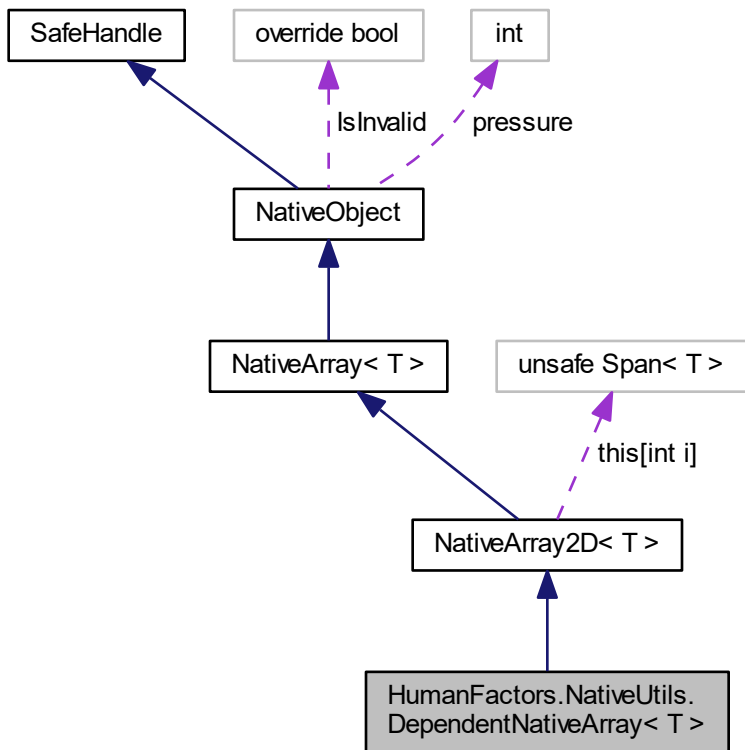 SafeHandle
override bool
int
IsInvalid
pressure
NativeObject
NativeArray< T >
unsafe Span< T >
this[int i]
NativeArray2D< T >
HumanFactors.NativeUtils.
DependentNativeArray< T >